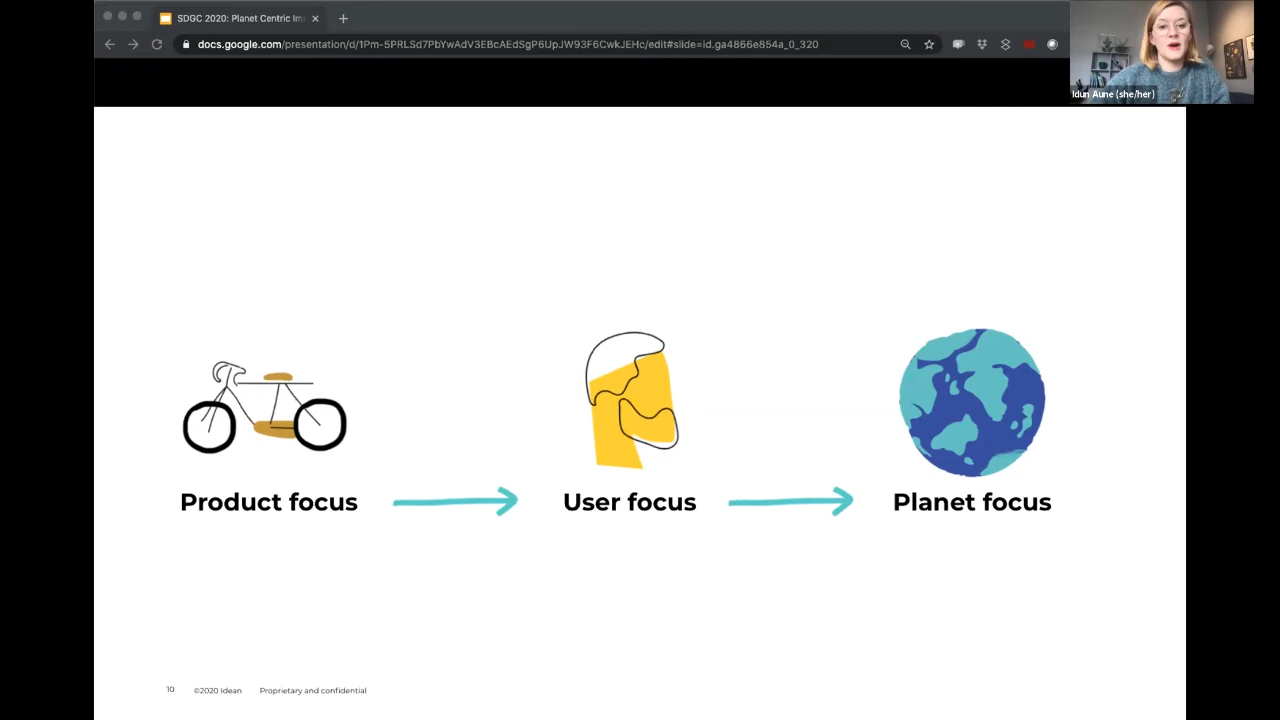 SDGC 2020: Planet Centric Im
docs.google.com/presentation/d/1Pm-5PRLSd7PbYwAdV3EBcAEdSgP6UpJW93F6CwkJEHc/edit#slide=id.ga4866e854a_0_320
Idun Aune (she/her)
Product focus
User focus
Planet focus
10 ©2020 Idean Proprietary and confidential